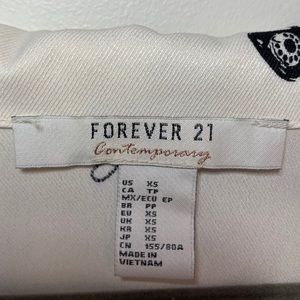 FOREVER 21
Contemporary
US XS
CA TP
MX/ECU EP
BR PP
EU XS
UK XS
KR XS
JP XS
CN 155/80A
MADE IN
VIETNAM